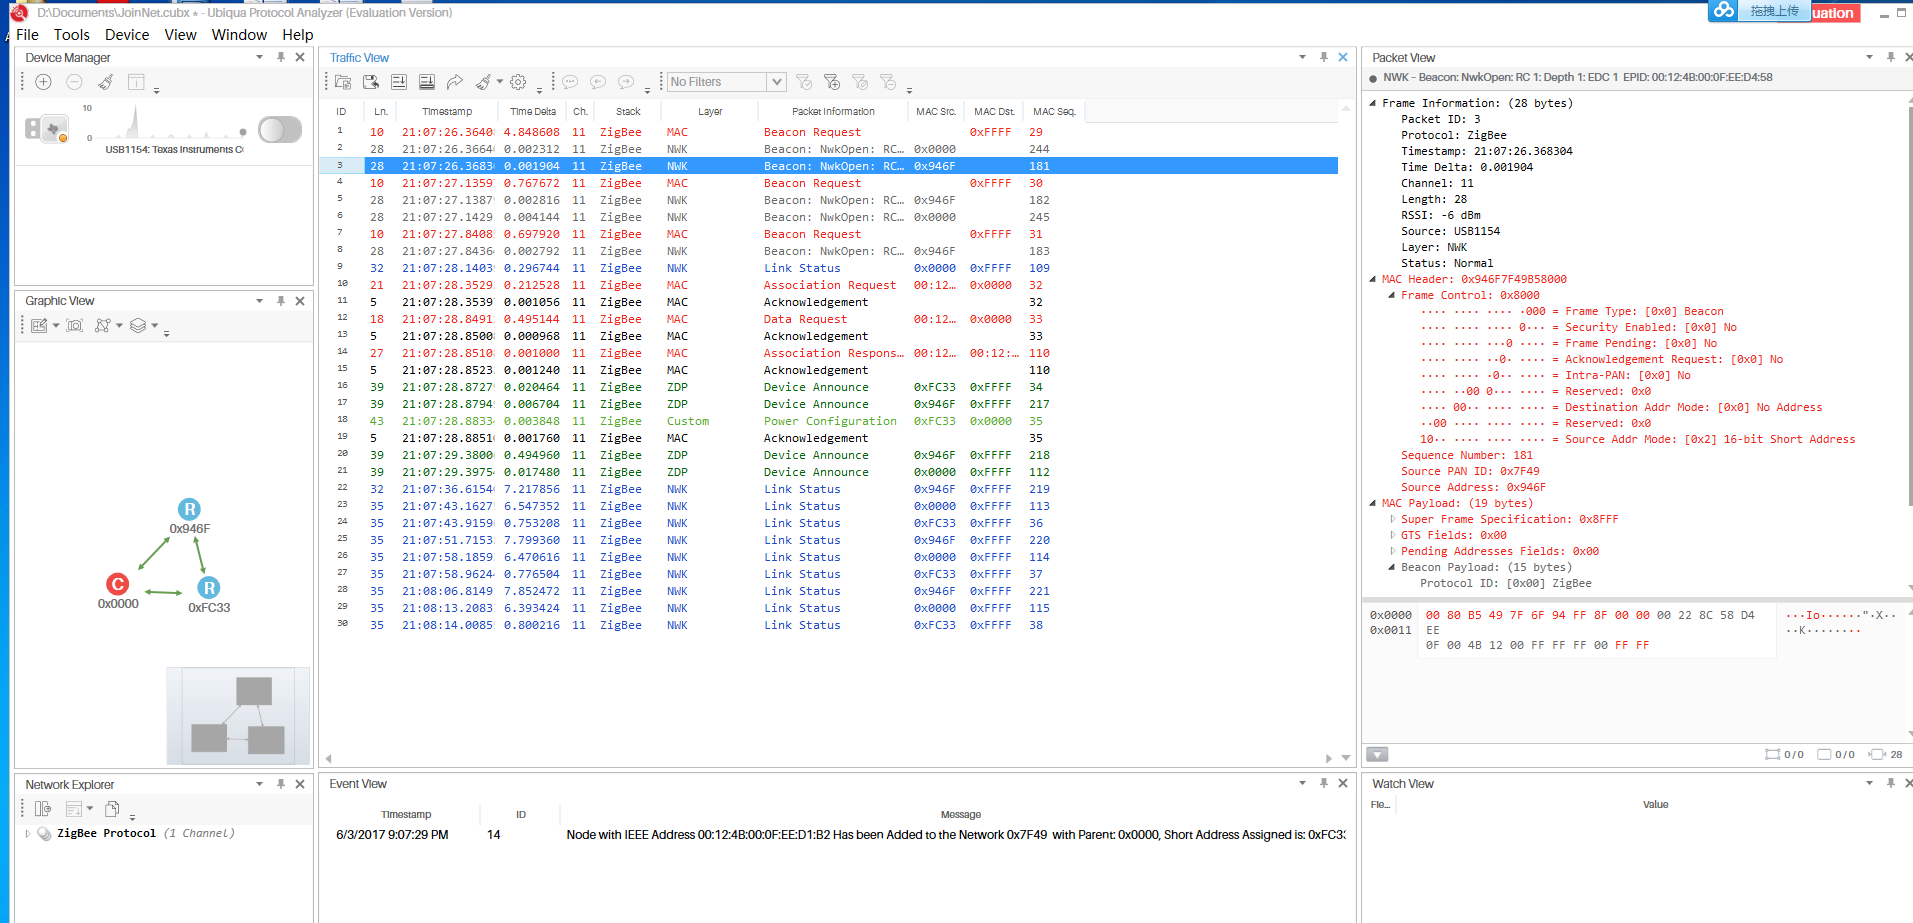 D:\Documents\JoinNet.cubx * - Ubiqua Protocol Analyzer (Evaluation Version)
拖拽上传
uation
File Tools Device View Window Help
Device Manager
10
0
USB1154: Texas Instruments C
Graphic View
R
0x946F
C
0x0000
R
0xFC33
Network Explorer
ZigBee Protocol (1 Channel)
Traffic View
No Filters
ID Ln. Timestamp Time Delta Ch. Stack Layer Packet Information MAC Src. MAC Dst. MAC Seq.
1 10 21:07:26.36408 4.848608 11 ZigBee MAC Beacon Request 0xFFFF 29
2 28 21:07:26.36640 0.002312 11 ZigBee NWK Beacon: NwkOpen: RC… 0x0000 244
3 28 21:07:26.36830 0.001904 11 ZigBee NWK Beacon: NwkOpen: RC… 0x946F 181
4 10 21:07:27.13597 0.767672 11 ZigBee MAC Beacon Request 0xFFFF 30
5 28 21:07:27.13879 0.002816 11 ZigBee NWK Beacon: NwkOpen: RC… 0x946F 182
6 28 21:07:27.1429 0.004144 11 ZigBee NWK Beacon: NwkOpen: RC… 0x0000 245
7 10 21:07:27.84085 0.697920 11 ZigBee MAC Beacon Request 0xFFFF 31
8 28 21:07:27.84364 0.002792 11 ZigBee NWK Beacon: NwkOpen: RC… 0x946F 183
9 32 21:07:28.14039 0.296744 11 ZigBee NWK Link Status 0x0000 0xFFFF 109
10 21 21:07:28.3529 0.212528 11 ZigBee MAC Association Request 00:12… 0x0000 32
11 5 21:07:28.35397 0.001056 11 ZigBee MAC Acknowledgement 32
12 18 21:07:28.8491 0.495144 11 ZigBee MAC Data Request 00:12… 0x0000 33
13 5 21:07:28.85008 0.000968 11 ZigBee MAC Acknowledgement 33
14 27 21:07:28.85108 0.001000 11 ZigBee MAC Association Respons… 00:12… 00:12:… 110
15 5 21:07:28.8523 0.001240 11 ZigBee MAC Acknowledgement 110
16 39 21:07:28.8727 0.020464 11 ZigBee ZDP Device Announce 0xFC33 0xFFFF 34
17 39 21:07:28.87949 0.006704 11 ZigBee ZDP Device Announce 0x946F 0xFFFF 217
18 43 21:07:28.88334 0.003848 11 ZigBee Custom Power Configuration 0xFC33 0x0000 35
19 5 21:07:28.88510 0.001760 11 ZigBee MAC Acknowledgement 35
20 39 21:07:29.38006 0.494960 11 ZigBee ZDP Device Announce 0x946F 0xFFFF 218
21 39 21:07:29.39754 0.017480 11 ZigBee ZDP Device Announce 0x0000 0xFFFF 112
22 32 21:07:36.61540 7.217856 11 ZigBee NWK Link Status 0x946F 0xFFFF 219
23 35 21:07:43.1627 6.547352 11 ZigBee NWK Link Status 0x0000 0xFFFF 113
24 35 21:07:43.91596 0.753208 11 ZigBee NWK Link Status 0xFC33 0xFFFF 36
25 35 21:07:51.7153 7.799360 11 ZigBee NWK Link Status 0x946F 0xFFFF 220
26 35 21:07:58.1859 6.470616 11 ZigBee NWK Link Status 0x0000 0xFFFF 114
27 35 21:07:58.96244 0.776504 11 ZigBee NWK Link Status 0xFC33 0xFFFF 37
28 35 21:08:06.8149 7.852472 11 ZigBee NWK Link Status 0x946F 0xFFFF 221
29 35 21:08:13.2083 6.393424 11 ZigBee NWK Link Status 0x0000 0xFFFF 115
30 35 21:08:14.0085 0.800216 11 ZigBee NWK Link Status 0xFC33 0xFFFF 38
Event View
Timestamp ID Message
6/3/2017 9:07:29 PM 14 Node with IEEE Address 00:12:4B:00:0F:EE:D1:B2 Has been Added to the Network 0x7F49 with Parent: 0x0000, Short Address Assigned is: 0xFC33
Packet View
NWK - Beacon: NwkOpen: RC 1: Depth 1: EDC 1 EPID: 00:12:4B:00:0F:EE:D4:58
Frame Information: (28 bytes)
Packet ID: 3
Protocol: ZigBee
Timestamp: 21:07:26.368304
Time Delta: 0.001904
Channel: 11
Length: 28
RSSI: -6 dBm
Source: USB1154
Layer: NWK
Status: Normal
MAC Header: 0x946F7F49B58000
Frame Control: 0x8000
···· ···· ···· ·000 = Frame Type: [0x0] Beacon
···· ···· ···· 0··· = Security Enabled: [0x0] No
···· ···· ···0 ···· = Frame Pending: [0x0] No
···· ···· ··0· ···· = Acknowledgement Request: [0x0] No
···· ···· ·0·· ···· = Intra-PAN: [0x0] No
···· ··00 0··· ···· = Reserved: 0x0
···· 00·· ···· ···· = Destination Addr Mode: [0x0] No Address
··00 ···· ···· ···· = Reserved: 0x0
10·· ···· ···· ···· = Source Addr Mode: [0x2] 16-bit Short Address
Sequence Number: 181
Source PAN ID: 0x7F49
Source Address: 0x946F
MAC Payload: (19 bytes)
Super Frame Specification: 0x8FFF
GTS Fields: 0x00
Pending Addresses Fields: 0x00
Beacon Payload: (15 bytes)
Protocol ID: [0x00] ZigBee
0x0000 00 80 B5 49 7F 6F 94 FF 8F 00 00 00 22 8C 58 D4 ···Io······"·X··
0x0011 EE ··K········
0F 00 4B 12 00 FF FF FF 00 FF FF
0/0 0/0 28
Watch View
Fie… Value